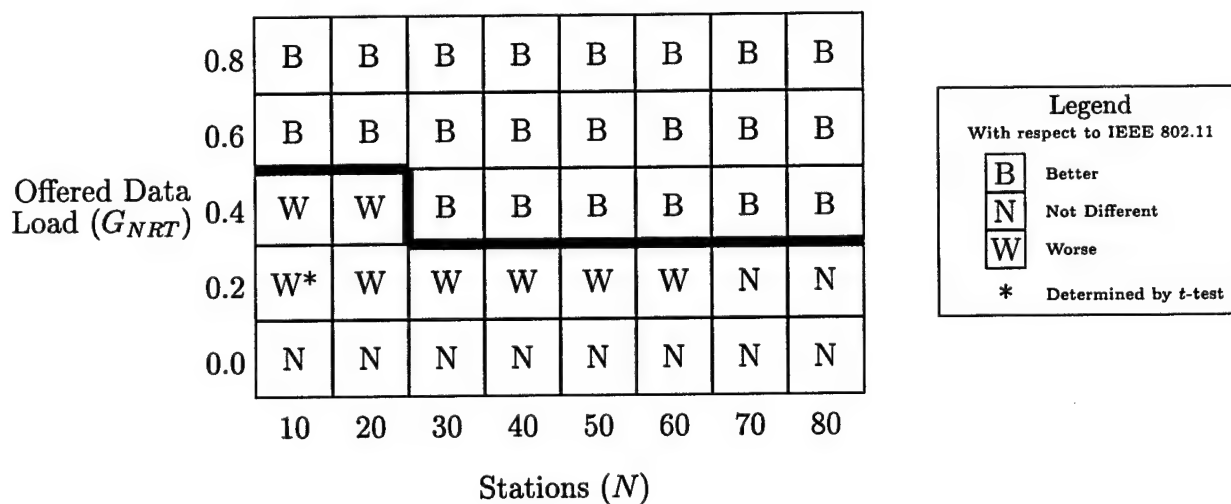 0.8 B B B B B B B B
0.6 B B B B B B B B
Offered Data
Load (G_NRT) 0.4 W W B B B B B B
0.2 W* W W W W W N N
0.0 N N N N N N N N
10 20 30 40 50 60 70 80
Stations (N)
Legend
With respect to IEEE 802.11
B Better
N Not Different
W Worse
* Determined by t-test